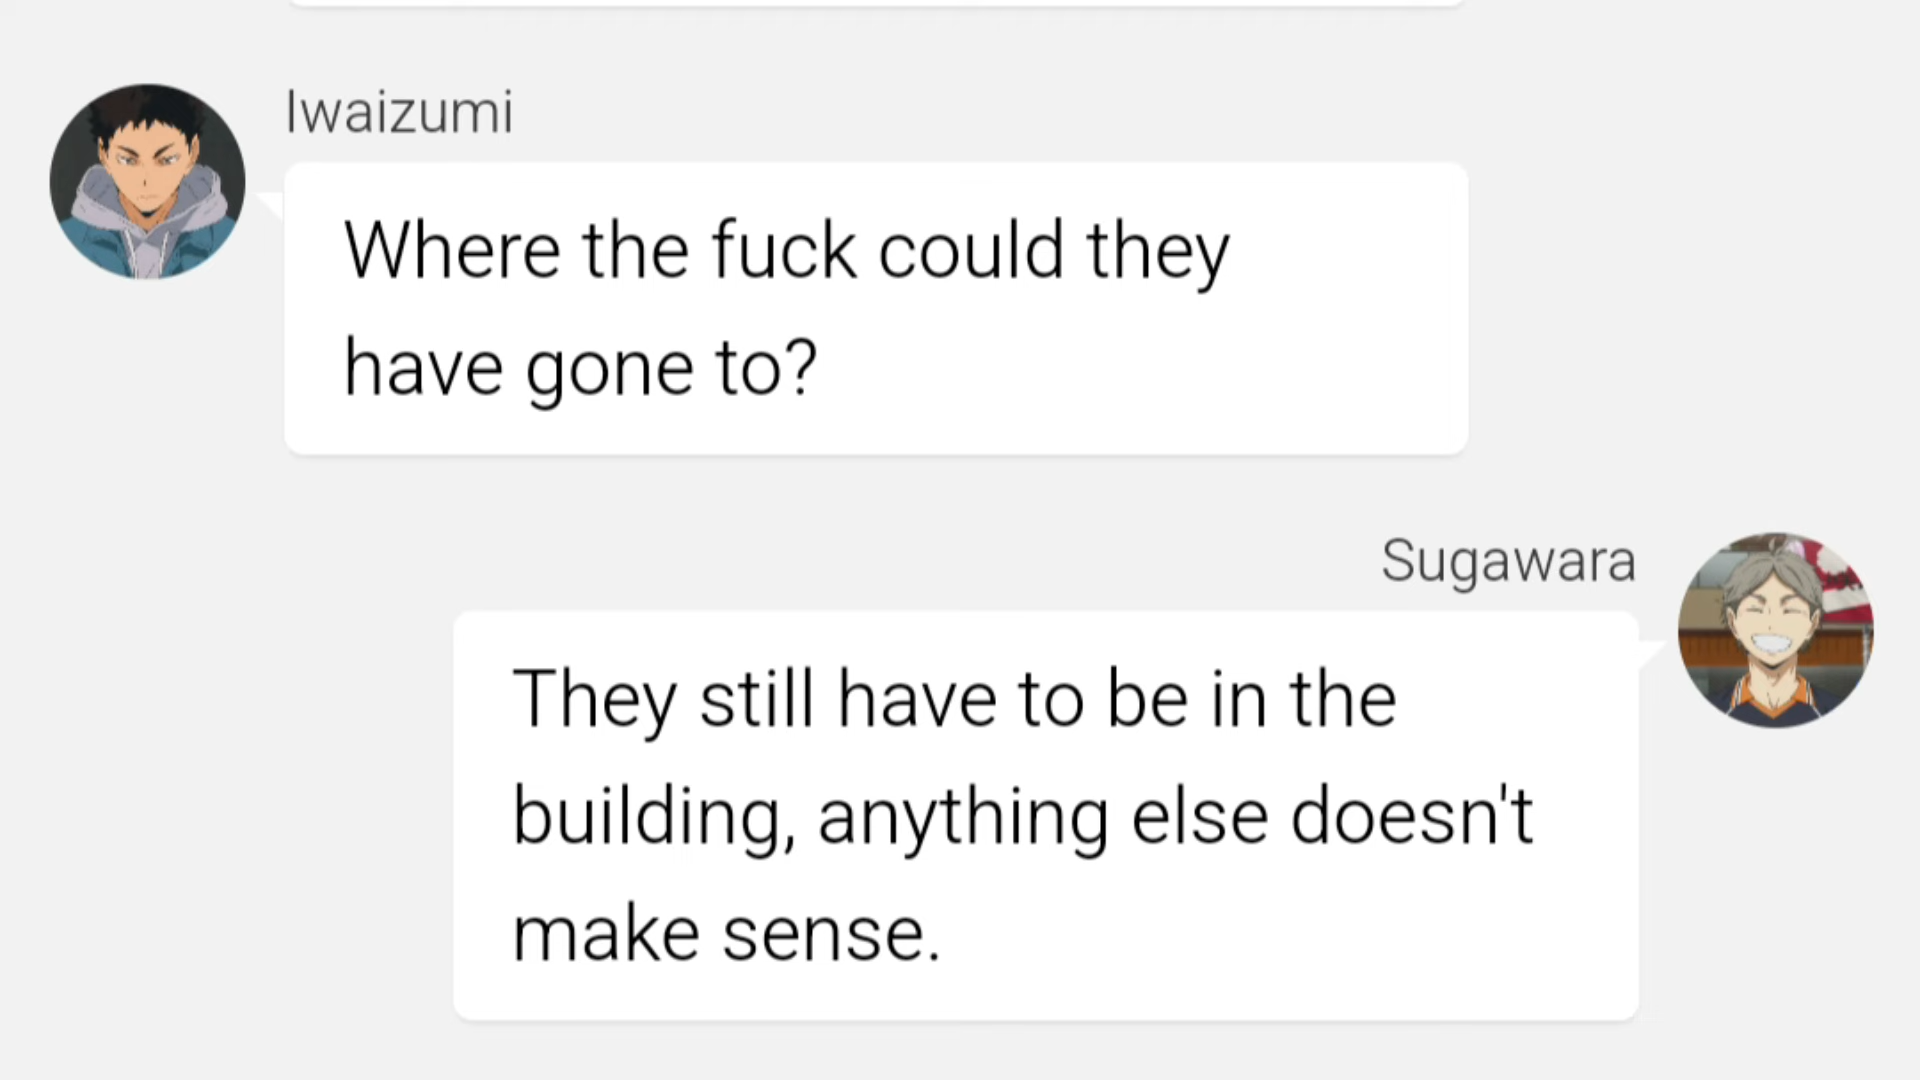 Iwaizumi
Where the fuck could they
have gone to?
Sugawara
They still have to be in the
building, anything else doesn't
make sense.